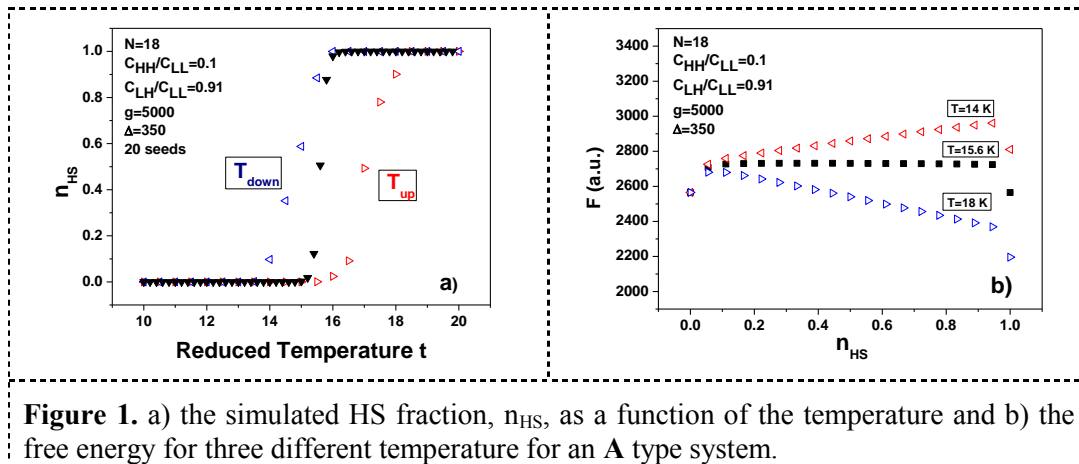 N=18
C_HH/C_LL=0.1
C_LH/C_LL=0.91
g=5000
Δ=350
20 seeds
T_down
T_up
a)
n_HS
1.0
0.8
0.6
0.4
0.2
0.0
10 12 14 16 18 20
Reduced Temperature t
N=18
C_HH/C_LL=0.1
C_LH/C_LL=0.91
g=5000
Δ=350
T=14 K
T=15.6 K
T=18 K
b)
F (a.u.)
3400
3200
3000
2800
2600
2400
2200
2000
0.0 0.2 0.4 0.6 0.8 1.0
n_HS
Figure 1. a) the simulated HS fraction, n_HS, as a function of the temperature and b) the
free energy for three different temperature for an A type system.